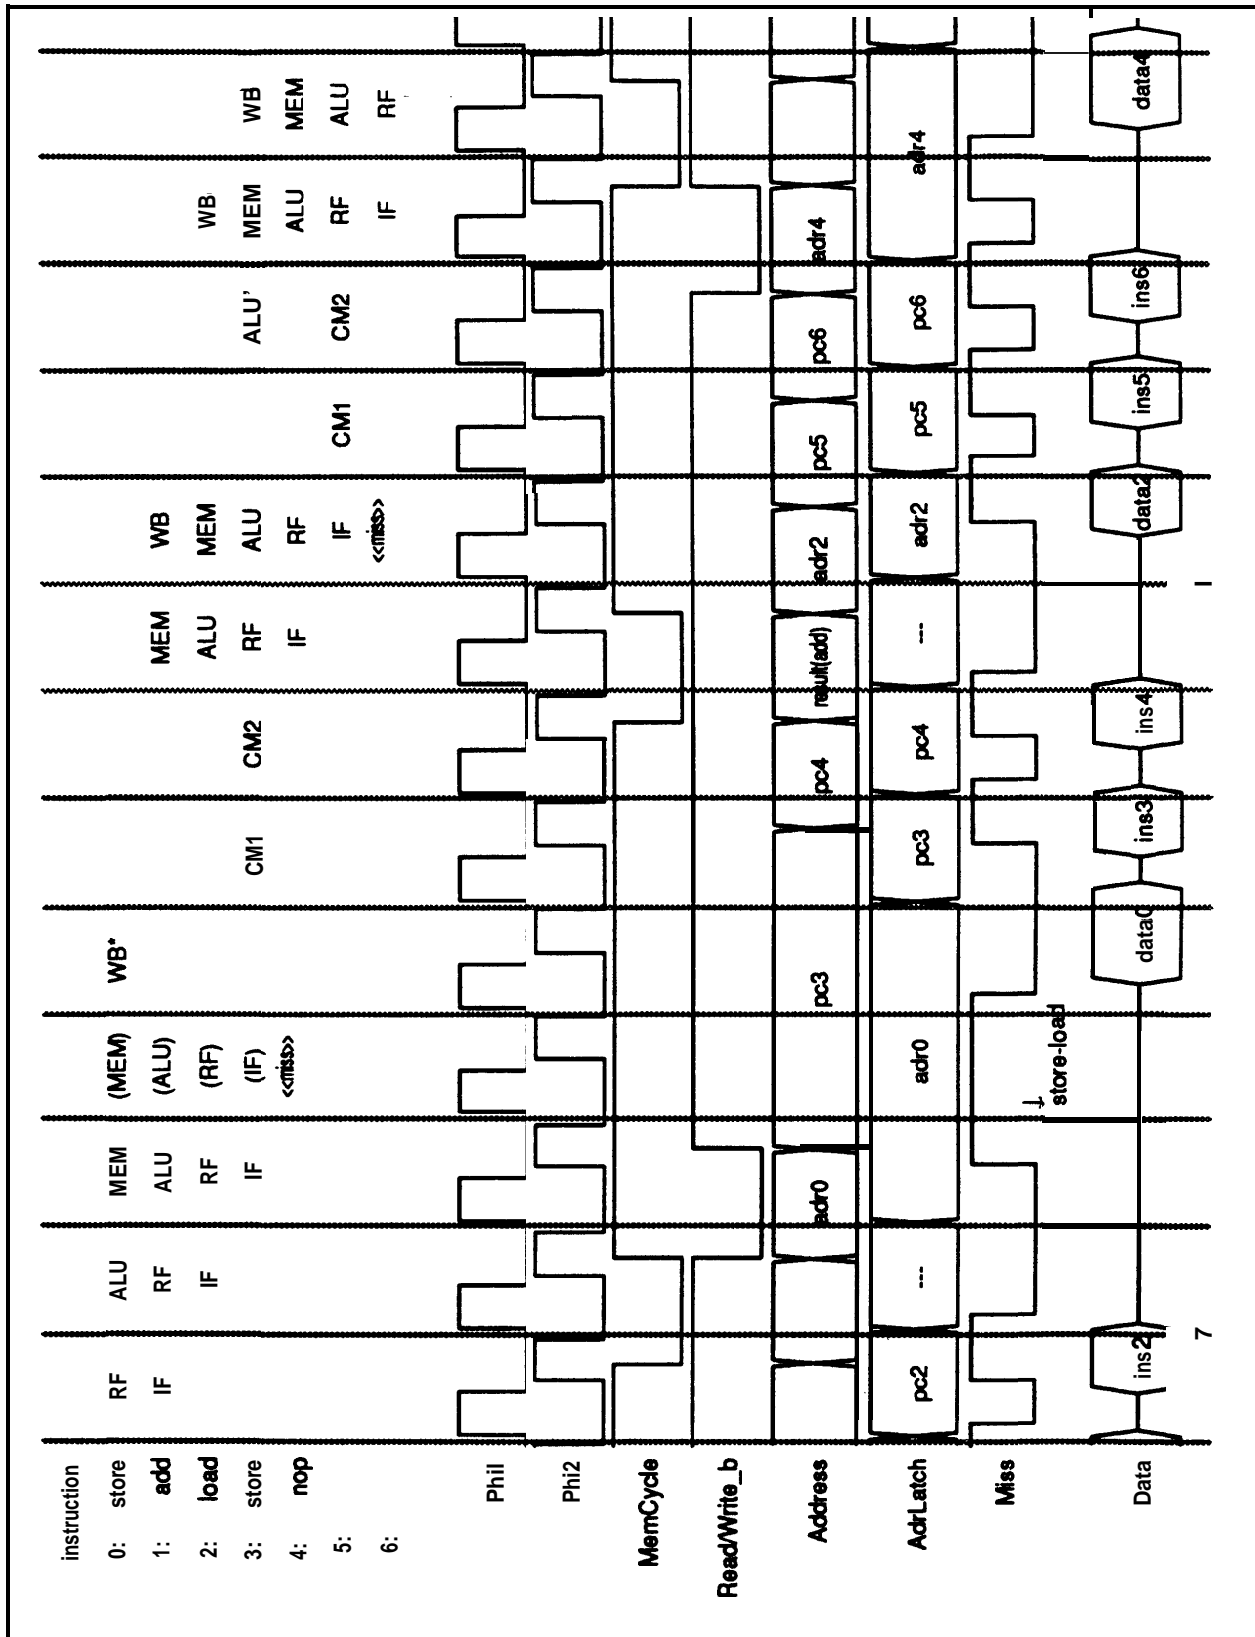 instruction
0: store RF ALU MEM (MEM) WB*
1: add IF RF ALU (ALU) MEM WB
2: load IF RF (RF) ALU MEM WB
3: store IF (IF) CM1 CM2 RF ALU ALU' MEM WB
4: nop <<miss>> IF RF ALU MEM
5: IF CM1 CM2 RF ALU
6: <<miss>> IF RF
Phil
Phi2
MemCycle
Read/Write_b
Address adr0 pc3 pc4 result(add) adr2 pc5 pc6 adr4
AdrLatch pc2 --- adr0 pc3 pc4 --- adr2 pc5 pc6 adr4
Miss
store-load
Data ins2 data0 ins3 ins4 data2 ins5 ins6 data4
7